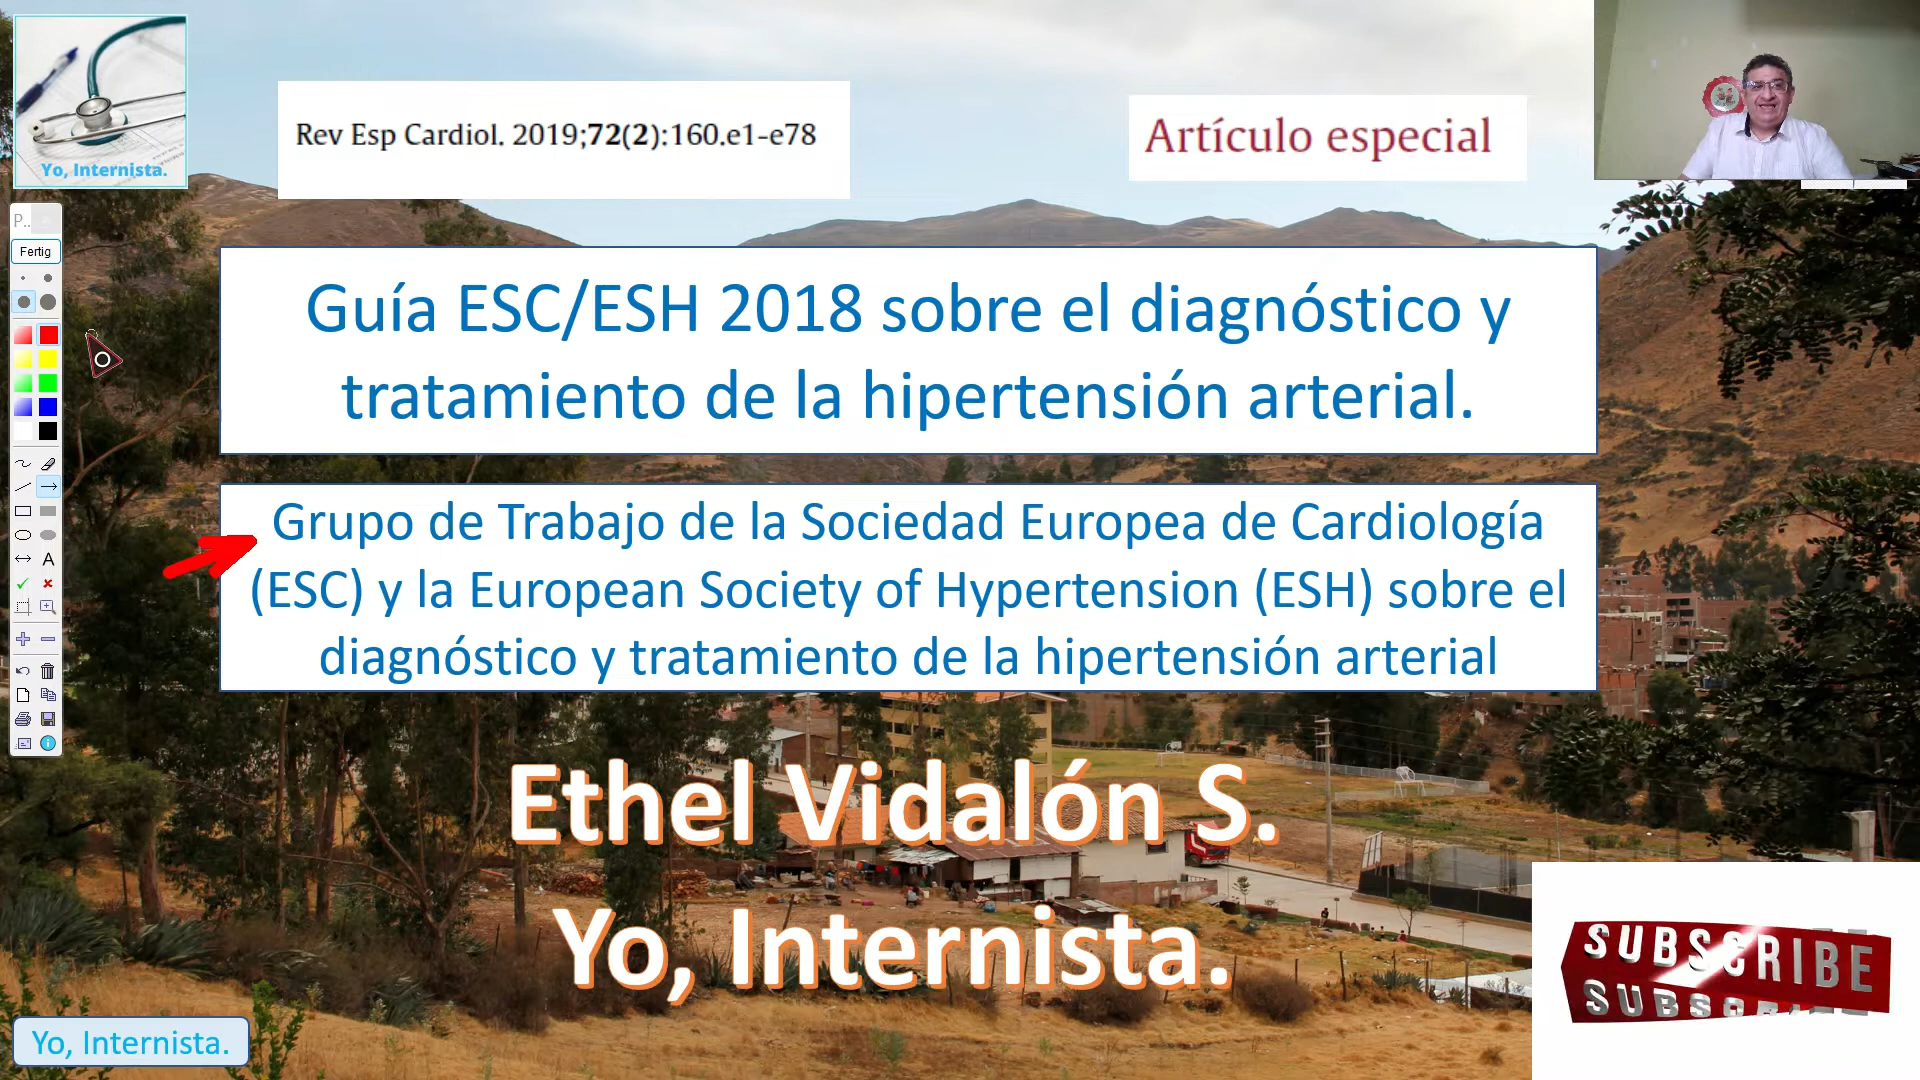 Yo, Internista.
Rev Esp Cardiol. 2019;72(2):160.e1-e78
Artículo especial
P..
Fertig
Guía ESC/ESH 2018 sobre el diagnóstico y
tratamiento de la hipertensión arterial.
Grupo de Trabajo de la Sociedad Europea de Cardiología
(ESC) y la European Society of Hypertension (ESH) sobre el
diagnóstico y tratamiento de la hipertensión arterial
A
Ethel Vidalón S.
Yo, Internista.
SUBSCRIBE
SUBSCRIBE
Yo, Internista.